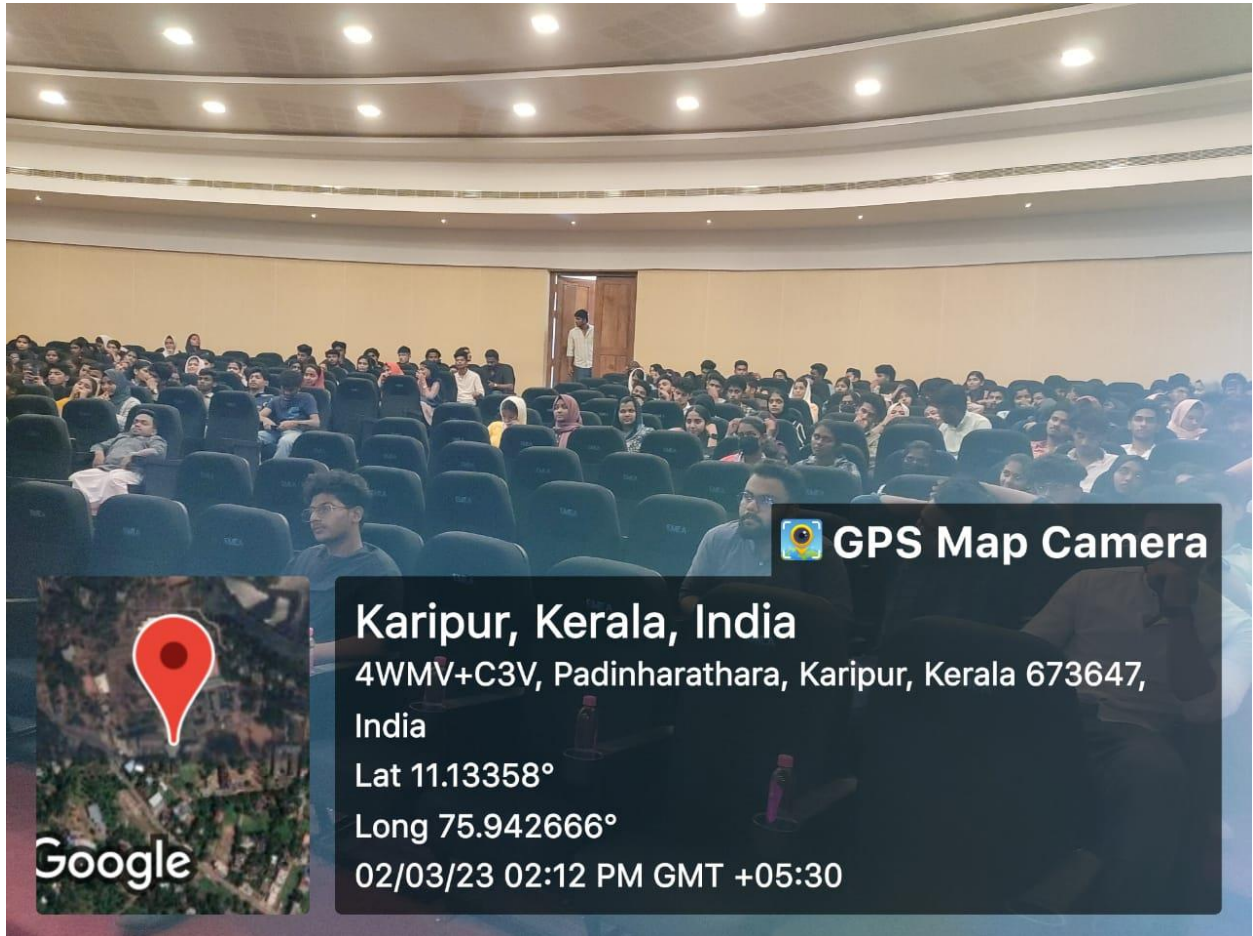 EMEA
GPS Map Camera
Karipur, Kerala, India
4WMV+C3V, Padinharathara, Karipur, Kerala 673647,
India
Lat 11.13358°
Long 75.942666°
02/03/23 02:12 PM GMT +05:30
Google